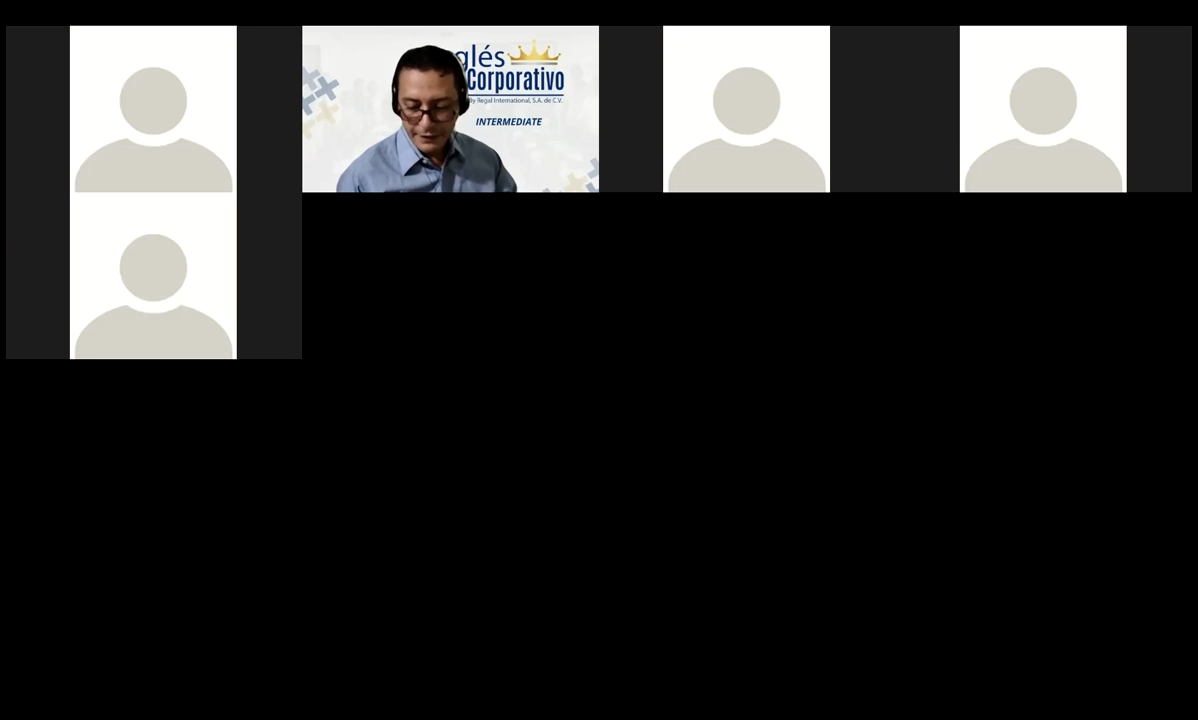 glés
Corporativo
By Regal International, S.A. de C.V.
INTERMEDIATE